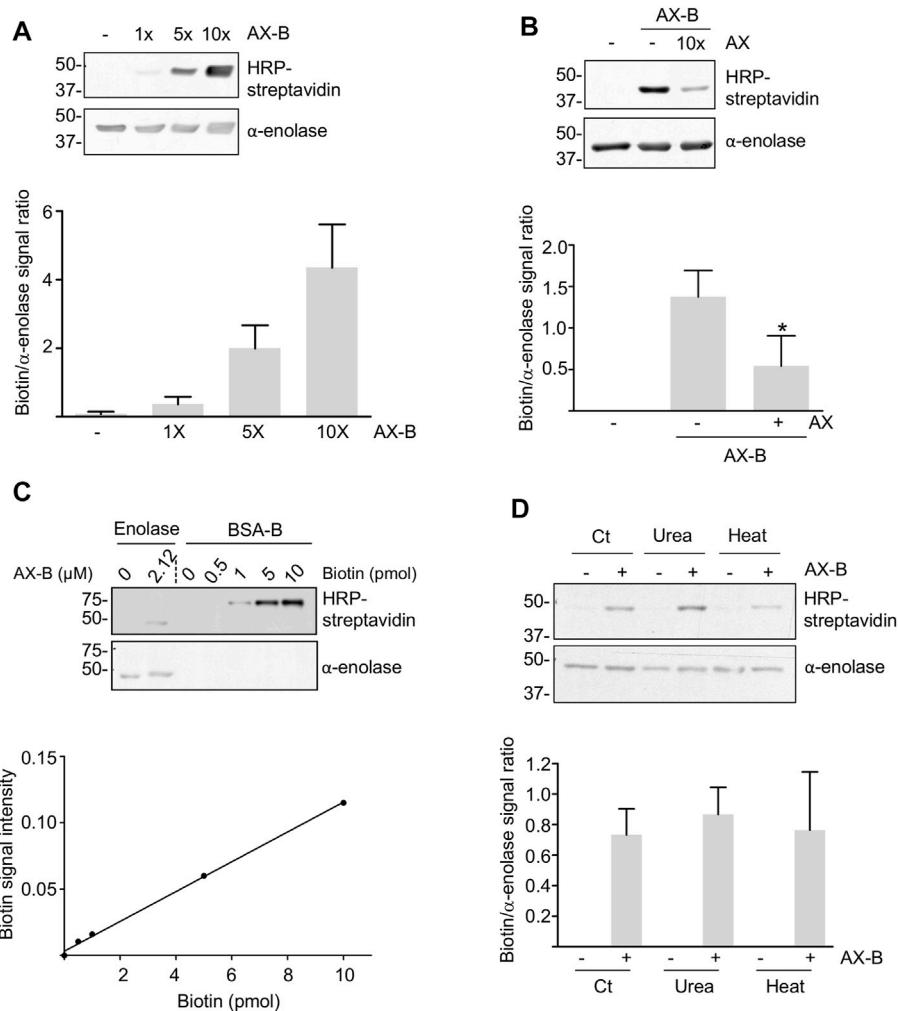 A
- 1x 5x 10x AX-B
50-
37-
HRP-
streptavidin
50-
37-
α-enolase
Biotin/α-enolase signal ratio
6
4
2
- 1X 5X 10X AX-B
B
AX-B
- - 10x AX
50-
37-
HRP-
streptavidin
50-
37-
α-enolase
Biotin/α-enolase signal ratio
2.0
1.5
1.0
0.5
*
- - + AX
AX-B
C
Enolase BSA-B
AX-B (µM) 0 2.12 0 0.5 1 5 10 Biotin (pmol)
75-
50-
HRP-
streptavidin
75-
50-
α-enolase
Biotin signal intensity
0.15
0.10
0.05
2 4 6 8 10
Biotin (pmol)
D
Ct Urea Heat
- + - + - + AX-B
50-
37-
HRP-
streptavidin
50-
37-
α-enolase
Biotin/α-enolase signal ratio
1.2
1.0
0.8
0.6
0.4
0.2
- + - + - + AX-B
Ct Urea Heat